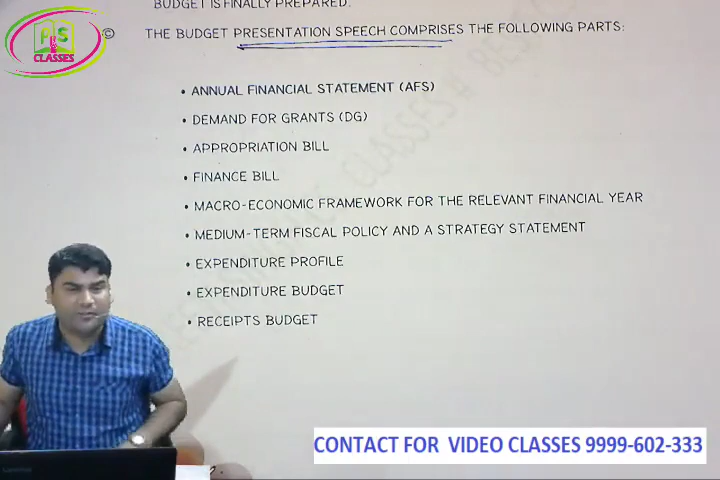 BUDGET IS FINALLY PREPARED.
© THE BUDGET PRESENTATION SPEECH COMPRISES THE FOLLOWING PARTS:
• ANNUAL FINANCIAL STATEMENT (AFS)
• DEMAND FOR GRANTS (DG)
• APPROPRIATION BILL
• FINANCE BILL
• MACRO-ECONOMIC FRAMEWORK FOR THE RELEVANT FINANCIAL YEAR
• MEDIUM-TERM FISCAL POLICY AND A STRATEGY STATEMENT
• EXPENDITURE PROFILE
• EXPENDITURE BUDGET
• RECEIPTS BUDGET
CLASSES
CONTACT FOR VIDEO CLASSES 9999-602-333